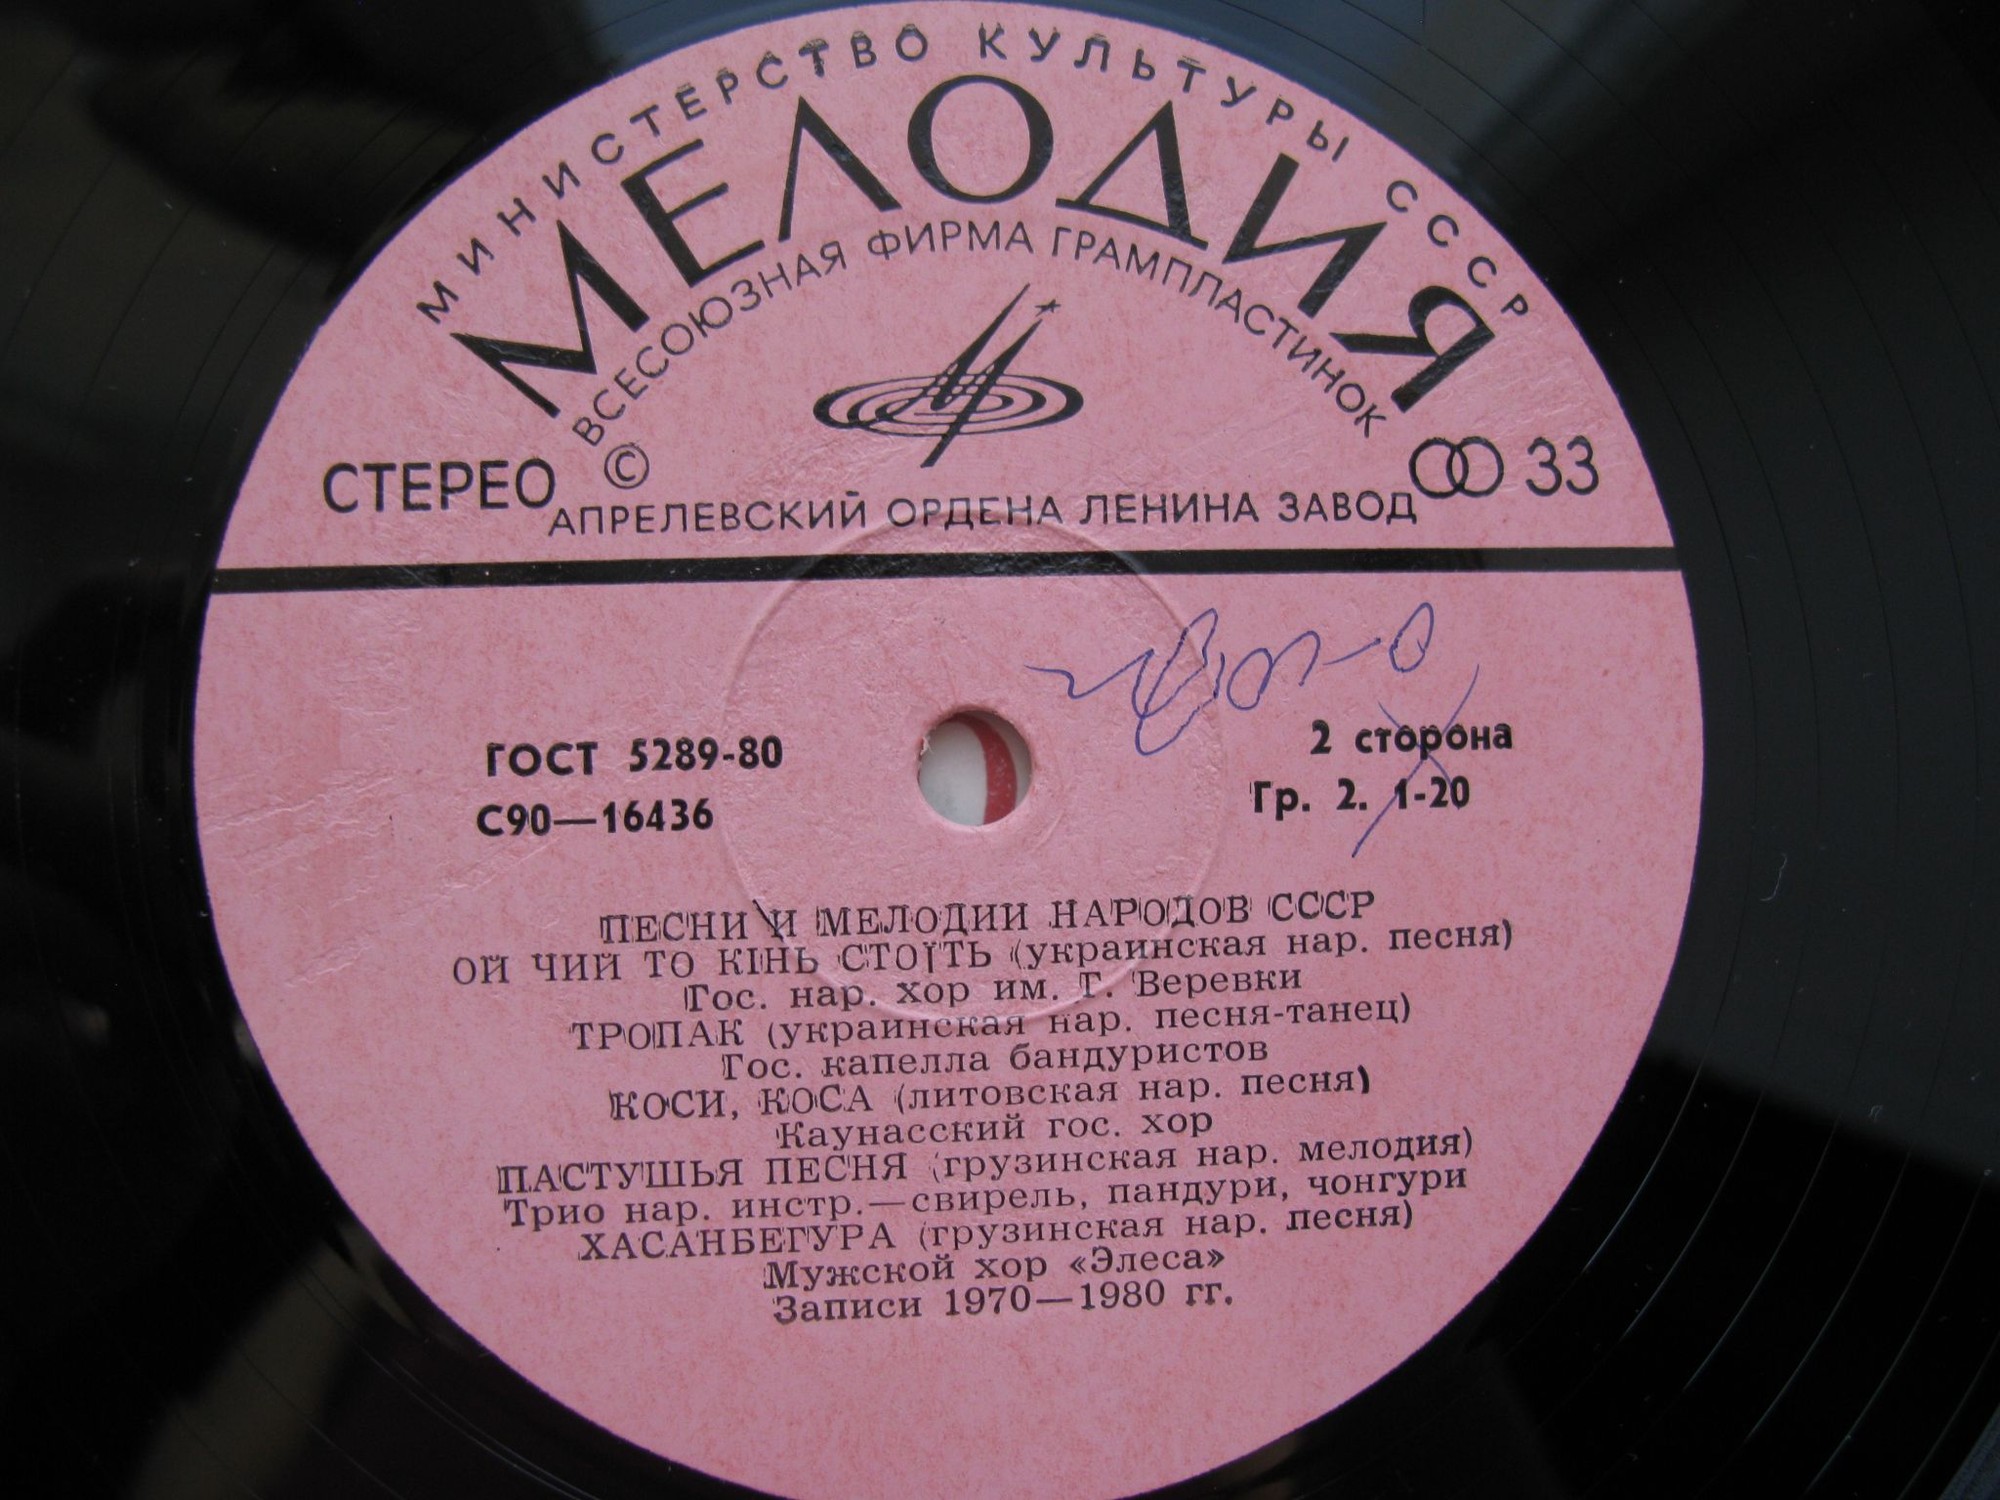 МИНИСТЕРСТВО КУЛЬТУРЫ СССР
МЕЛОДИЯ
ВСЕСОЮЗНАЯ ФИРМА ГРАМПЛАСТИНОК
СТЕРЕО © 33
АПРЕЛЕВСКИЙ ОРДЕНА ЛЕНИНА ЗАВОД
ГОСТ 5289-80 2 сторона
С90—16436 Гр. 2. 1-20
ПЕСНИ И МЕЛОДИИ НАРОДОВ СССР
ОЙ ЧИЙ ТО КІНЬ СТОЇТЬ (украинская нар. песня)
Гос. нар. хор им. Г. Веревки
ТРОПАК (украинская нар. песня-танец)
Гос. капелла бандуристов
КОСИ, КОСА (литовская нар. песня)
Каунасский гос. хор
ПАСТУШЬЯ ПЕСНЯ (грузинская нар. мелодия)
Трио нар. инстр.—свирель, пандури, чонгури
ХАСАНБЕГУРА (грузинская нар. песня)
Мужской хор «Элеса»
Записи 1970—1980 гг.